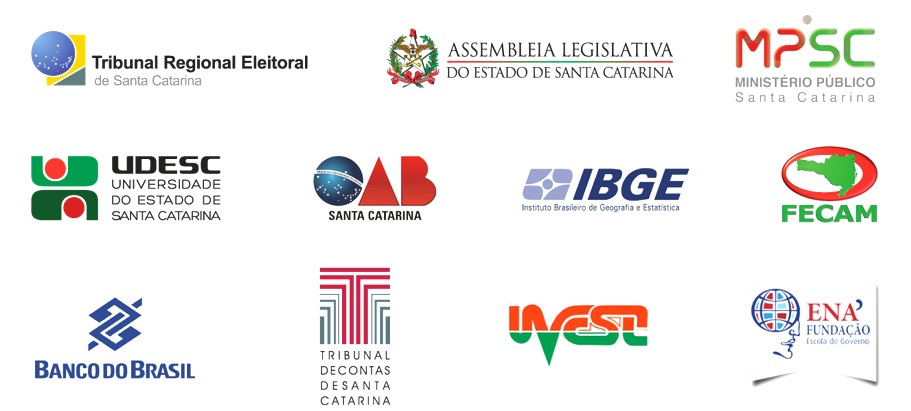 Tribunal Regional Eleitoral
de Santa Catarina
ASSEMBLEIA LEGISLATIVA
DO ESTADO DE SANTA CATARINA
MPSC
MINISTÉRIO PÚBLICO
Santa Catarina
UDESC
UNIVERSIDADE
DO ESTADO DE
SANTA CATARINA
OAB
SANTA CATARINA
IBGE
Instituto Brasileiro de Geografia e Estatística
FECAM
BANCO DO BRASIL
TRIBUNAL
DECONTAS
DESANTA
CATARINA
UVESC
ENA
FUNDAÇÃO
Escola de Governo